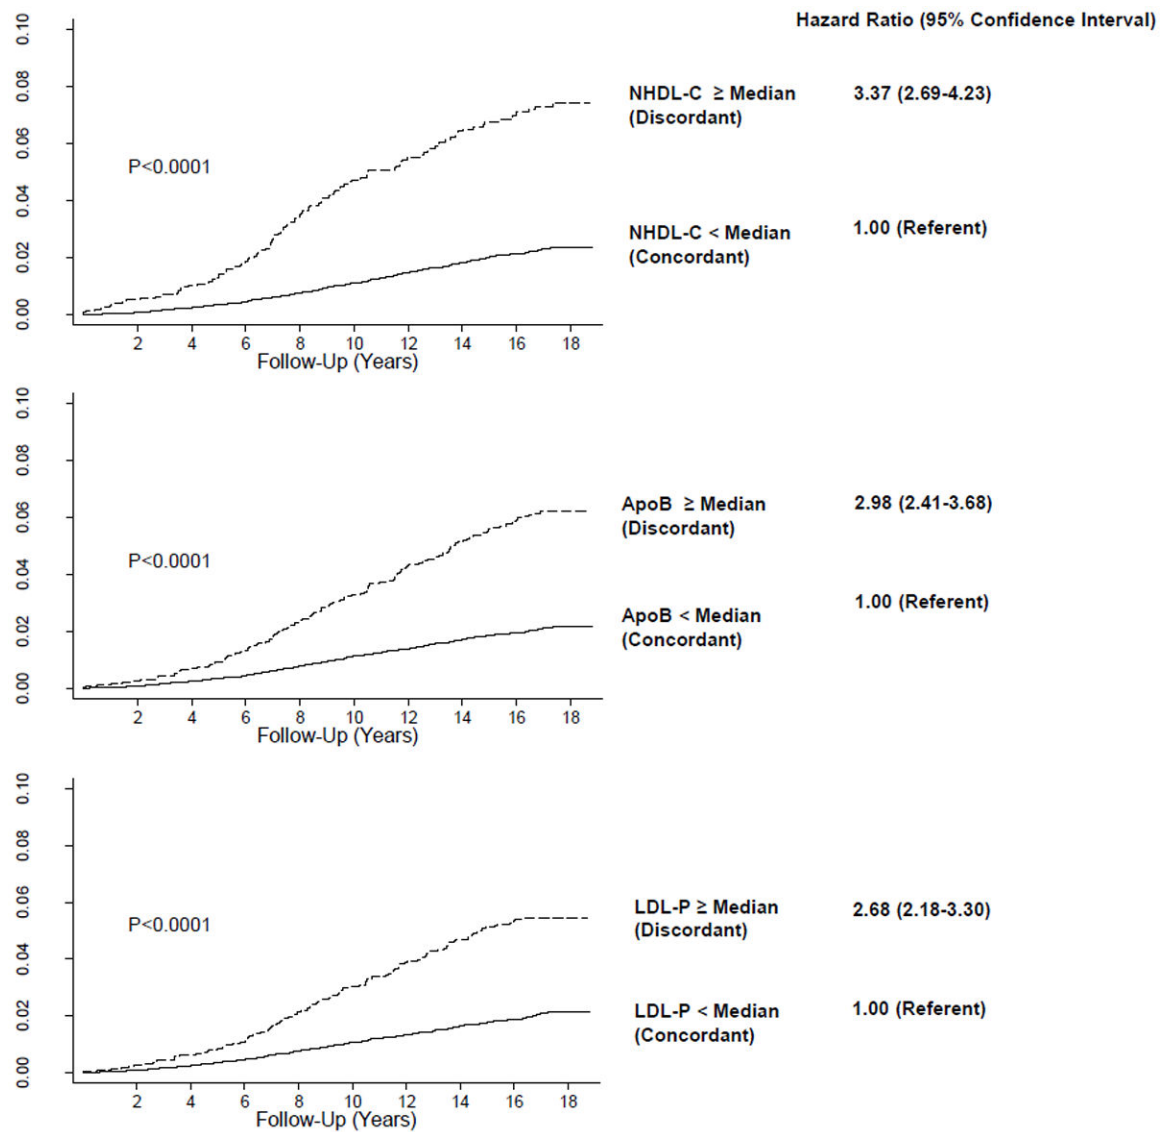 Hazard Ratio (95% Confidence Interval)
0.10
0.08
0.06
0.04
0.02
0.00
P<0.0001
NHDL-C ≥ Median
(Discordant)
3.37 (2.69-4.23)
NHDL-C < Median
(Concordant)
1.00 (Referent)
2 4 6 8 10 12 14 16 18
Follow-Up (Years)
0.10
0.08
0.06
0.04
0.02
0.00
P<0.0001
ApoB ≥ Median
(Discordant)
2.98 (2.41-3.68)
ApoB < Median
(Concordant)
1.00 (Referent)
2 4 6 8 10 12 14 16 18
Follow-Up (Years)
0.10
0.08
0.06
0.04
0.02
0.00
P<0.0001
LDL-P ≥ Median
(Discordant)
2.68 (2.18-3.30)
LDL-P < Median
(Concordant)
1.00 (Referent)
2 4 6 8 10 12 14 16 18
Follow-Up (Years)